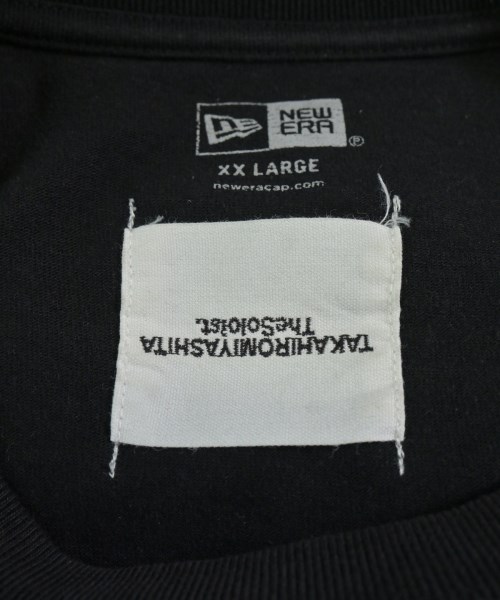 NEW
ERA
XX LARGE
neweracap.com
TAKAHIROMIYASHITA
TheSoloist.